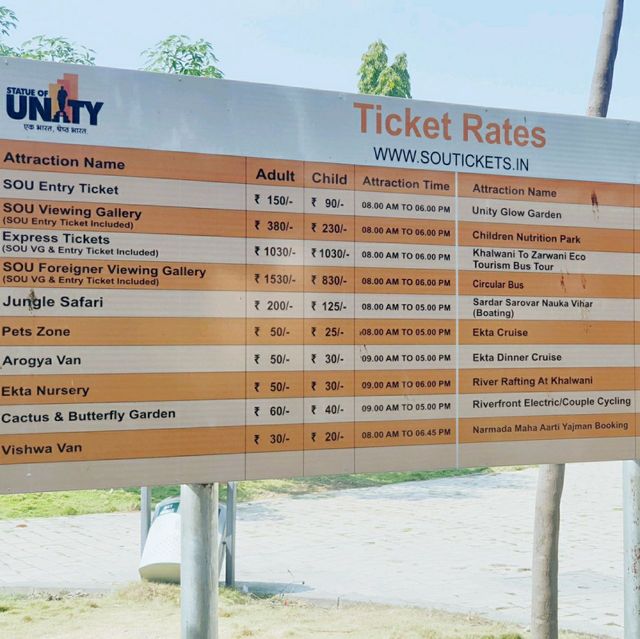 STATUE OF
UNITY
एक भारत, श्रेष्ठ भारत.
Ticket Rates
WWW.SOUTICKETS.IN
Attraction Name Adult Child Attraction Time
SOU Entry Ticket ₹ 150/- ₹ 90/- 08.00 AM TO 06.00 PM
SOU Viewing Gallery ₹ 380/- ₹ 230/- 08.00 AM TO 06.00 PM
(SOU Entry Ticket Included)
Express Tickets ₹ 1030/- ₹ 1030/- 08.00 AM TO 06.00 PM
(SOU VG & Entry Ticket Included)
SOU Foreigner Viewing Gallery ₹ 1530/- ₹ 830/- 08.00 AM TO 06.00 PM
(SOU VG & Entry Ticket Included)
Jungle Safari ₹ 200/- ₹ 125/- 08.00 AM TO 05.00 PM
Pets Zone ₹ 50/- ₹ 25/- 08.00 AM TO 05.00 PM
Arogya Van ₹ 50/- ₹ 30/- 09.00 AM TO 05.00 PM
Ekta Nursery ₹ 50/- ₹ 30/- 09.00 AM TO 06.00 PM
Cactus & Butterfly Garden ₹ 60/- ₹ 40/- 09.00 AM TO 05.00 PM
Vishwa Van ₹ 30/- ₹ 20/- 08.00 AM TO 06.45 PM
Attraction Name
Unity Glow Garden
Children Nutrition Park
Khalwani To Zarwani Eco
Tourism Bus Tour
Circular Bus
Sardar Sarovar Nauka Vihar
(Boating)
Ekta Cruise
Ekta Dinner Cruise
River Rafting At Khalwani
Riverfront Electric/Couple Cycling
Narmada Maha Aarti Yajman Booking